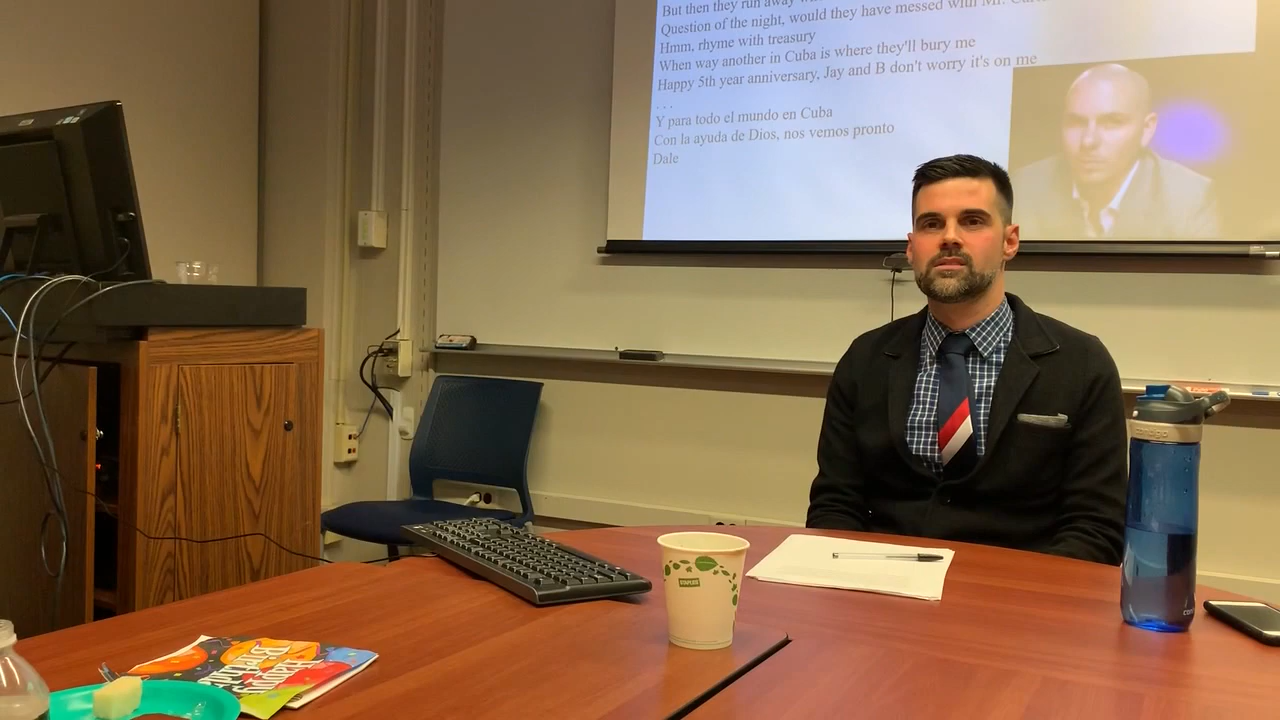 But then they run away
Question of the night, would they have messed with Mr.
Hmm, rhyme with treasury
When way another in Cuba is where they'll bury me
Happy 5th year anniversary, Jay and B don't worry it's on me
. . .
Y para todo el mundo en Cuba
Con la ayuda de Dios, nos vemos pronto
Dale
contigo
STAPLES
Happy
Birthd